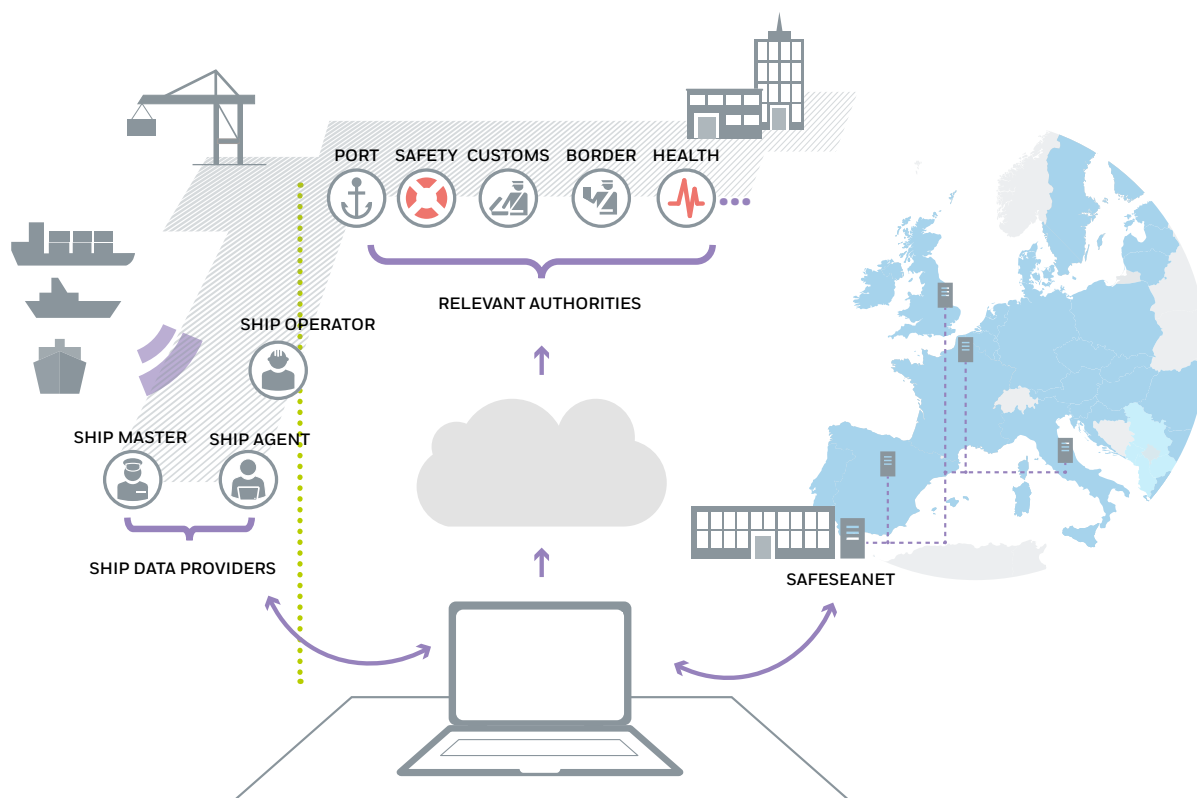 PORT
SAFETY
CUSTOMS
BORDER
HEALTH
RELEVANT AUTHORITIES
SHIP OPERATOR
SHIP MASTER
SHIP AGENT
SHIP DATA PROVIDERS
SAFESEANET